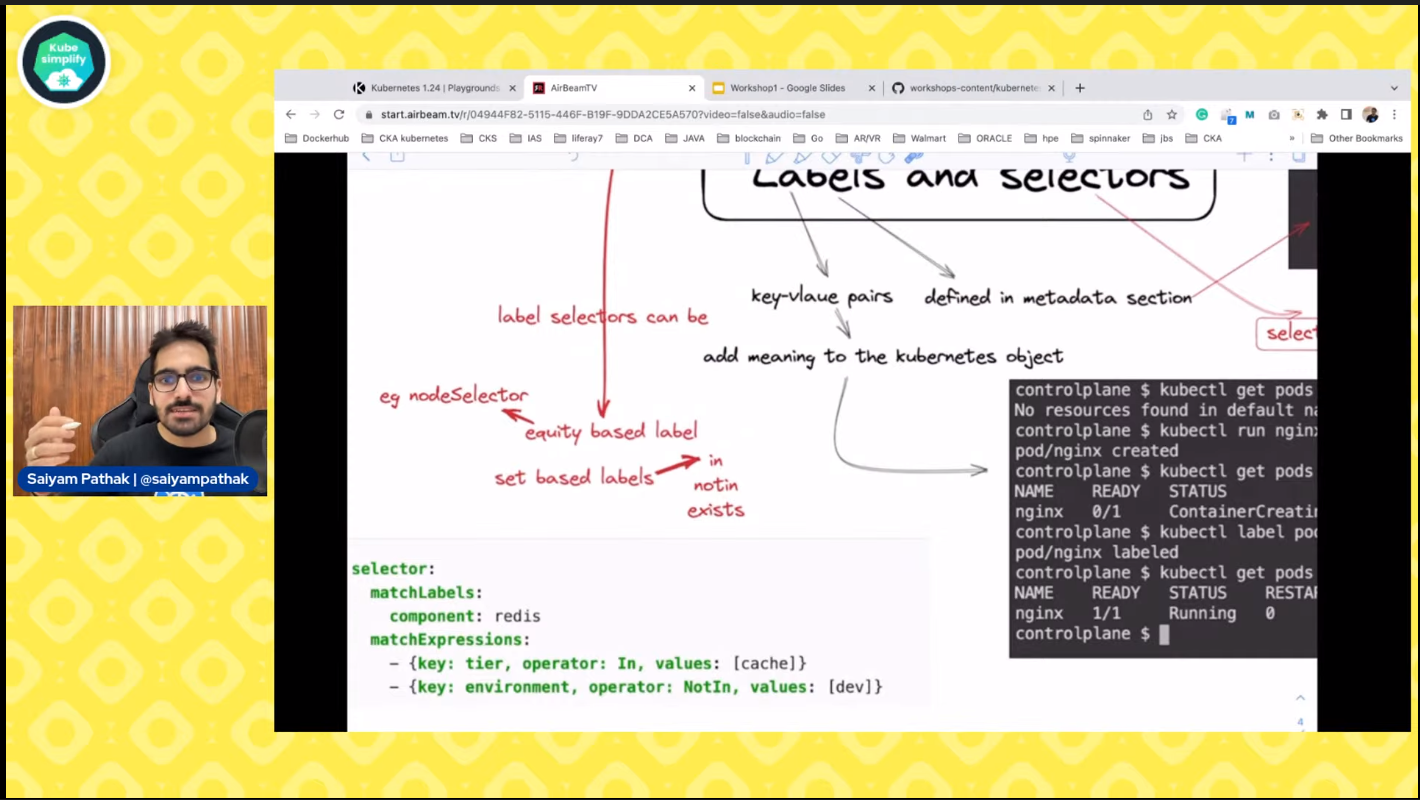 Kube
simplify
Kubernetes 1.24 | Playgrounds
AirBeamTV
Workshop1 - Google Slides
workshops-content/kubernete
start.airbeam.tv/r/04944F82-5115-446F-B19F-9DDA2CE5A570?video=false&audio=false
Dockerhub
CKA kubernetes
CKS
IAS
liferay7
DCA
JAVA
blockchain
Go
AR/VR
Walmart
ORACLE
hpe
spinnaker
jbs
CKA
»
Other Bookmarks
Labels and selectors
key-vlaue pairs
defined in metadata section
label selectors can be
select
add meaning to the kubernetes object
eg nodeSelector
equity based label
set based labels
in
notin
exists
selector:
matchLabels:
component: redis
matchExpressions:
- {key: tier, operator: In, values: [cache]}
- {key: environment, operator: NotIn, values: [dev]}
controlplane $ kubectl get pods
No resources found in default na
controlplane $ kubectl run nginx
pod/nginx created
controlplane $ kubectl get pods
NAME READY STATUS
nginx 0/1 ContainerCreatin
controlplane $ kubectl label pod
pod/nginx labeled
controlplane $ kubectl get pods
NAME READY STATUS RESTAR
nginx 1/1 Running 0
controlplane $
4
Saiyam Pathak | @saiyampathak